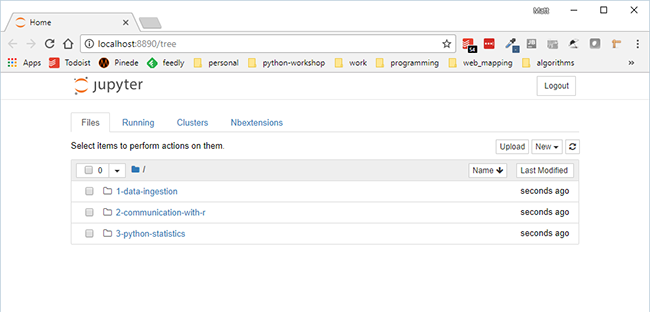 Matt
Home
localhost:8890/tree
54
Apps Todoist Pinede feedly personal python-workshop work programming web_mapping algorithms »
jupyter Logout
Files Running Clusters Nbextensions
Select items to perform actions on them. Upload New
0 / Name Last Modified
1-data-ingestion seconds ago
2-communication-with-r seconds ago
3-python-statistics seconds ago